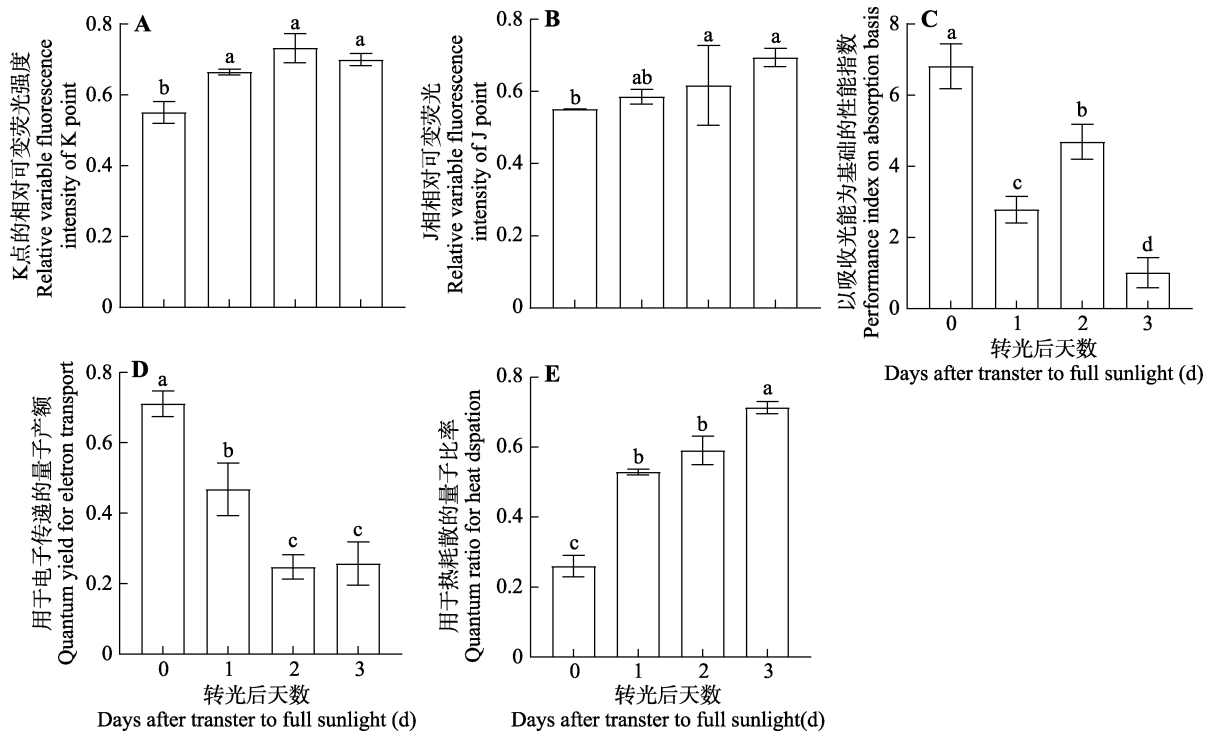 A
K点的相对可变荧光强度
Relative variable fluorescence
intensity of K point
0.8
0.6
0.4
0.2
0
b
a
a
a
B
J相相对可变荧光
Relative variable fluorescence
intensity of J point
0.8
0.6
0.4
0.2
0
b
ab
a
a
C
以吸收光能为基础的性能指数
Performance index on absorption basis
8
6
4
2
0
a
c
b
d
0 1 2 3
转光后天数
Days after transter to full sunlight (d)
D
用于电子传递的量子产额
Quantum yield for eletron transport
0.8
0.6
0.4
0.2
0
a
b
c
c
0 1 2 3
转光后天数
Days after transter to full sunlight (d)
E
用于热耗散的量子比率
Quantum ratio for heat dspation
0.8
0.6
0.4
0.2
0
c
b
b
a
0 1 2 3
转光后天数
Days after transter to full sunlight(d)